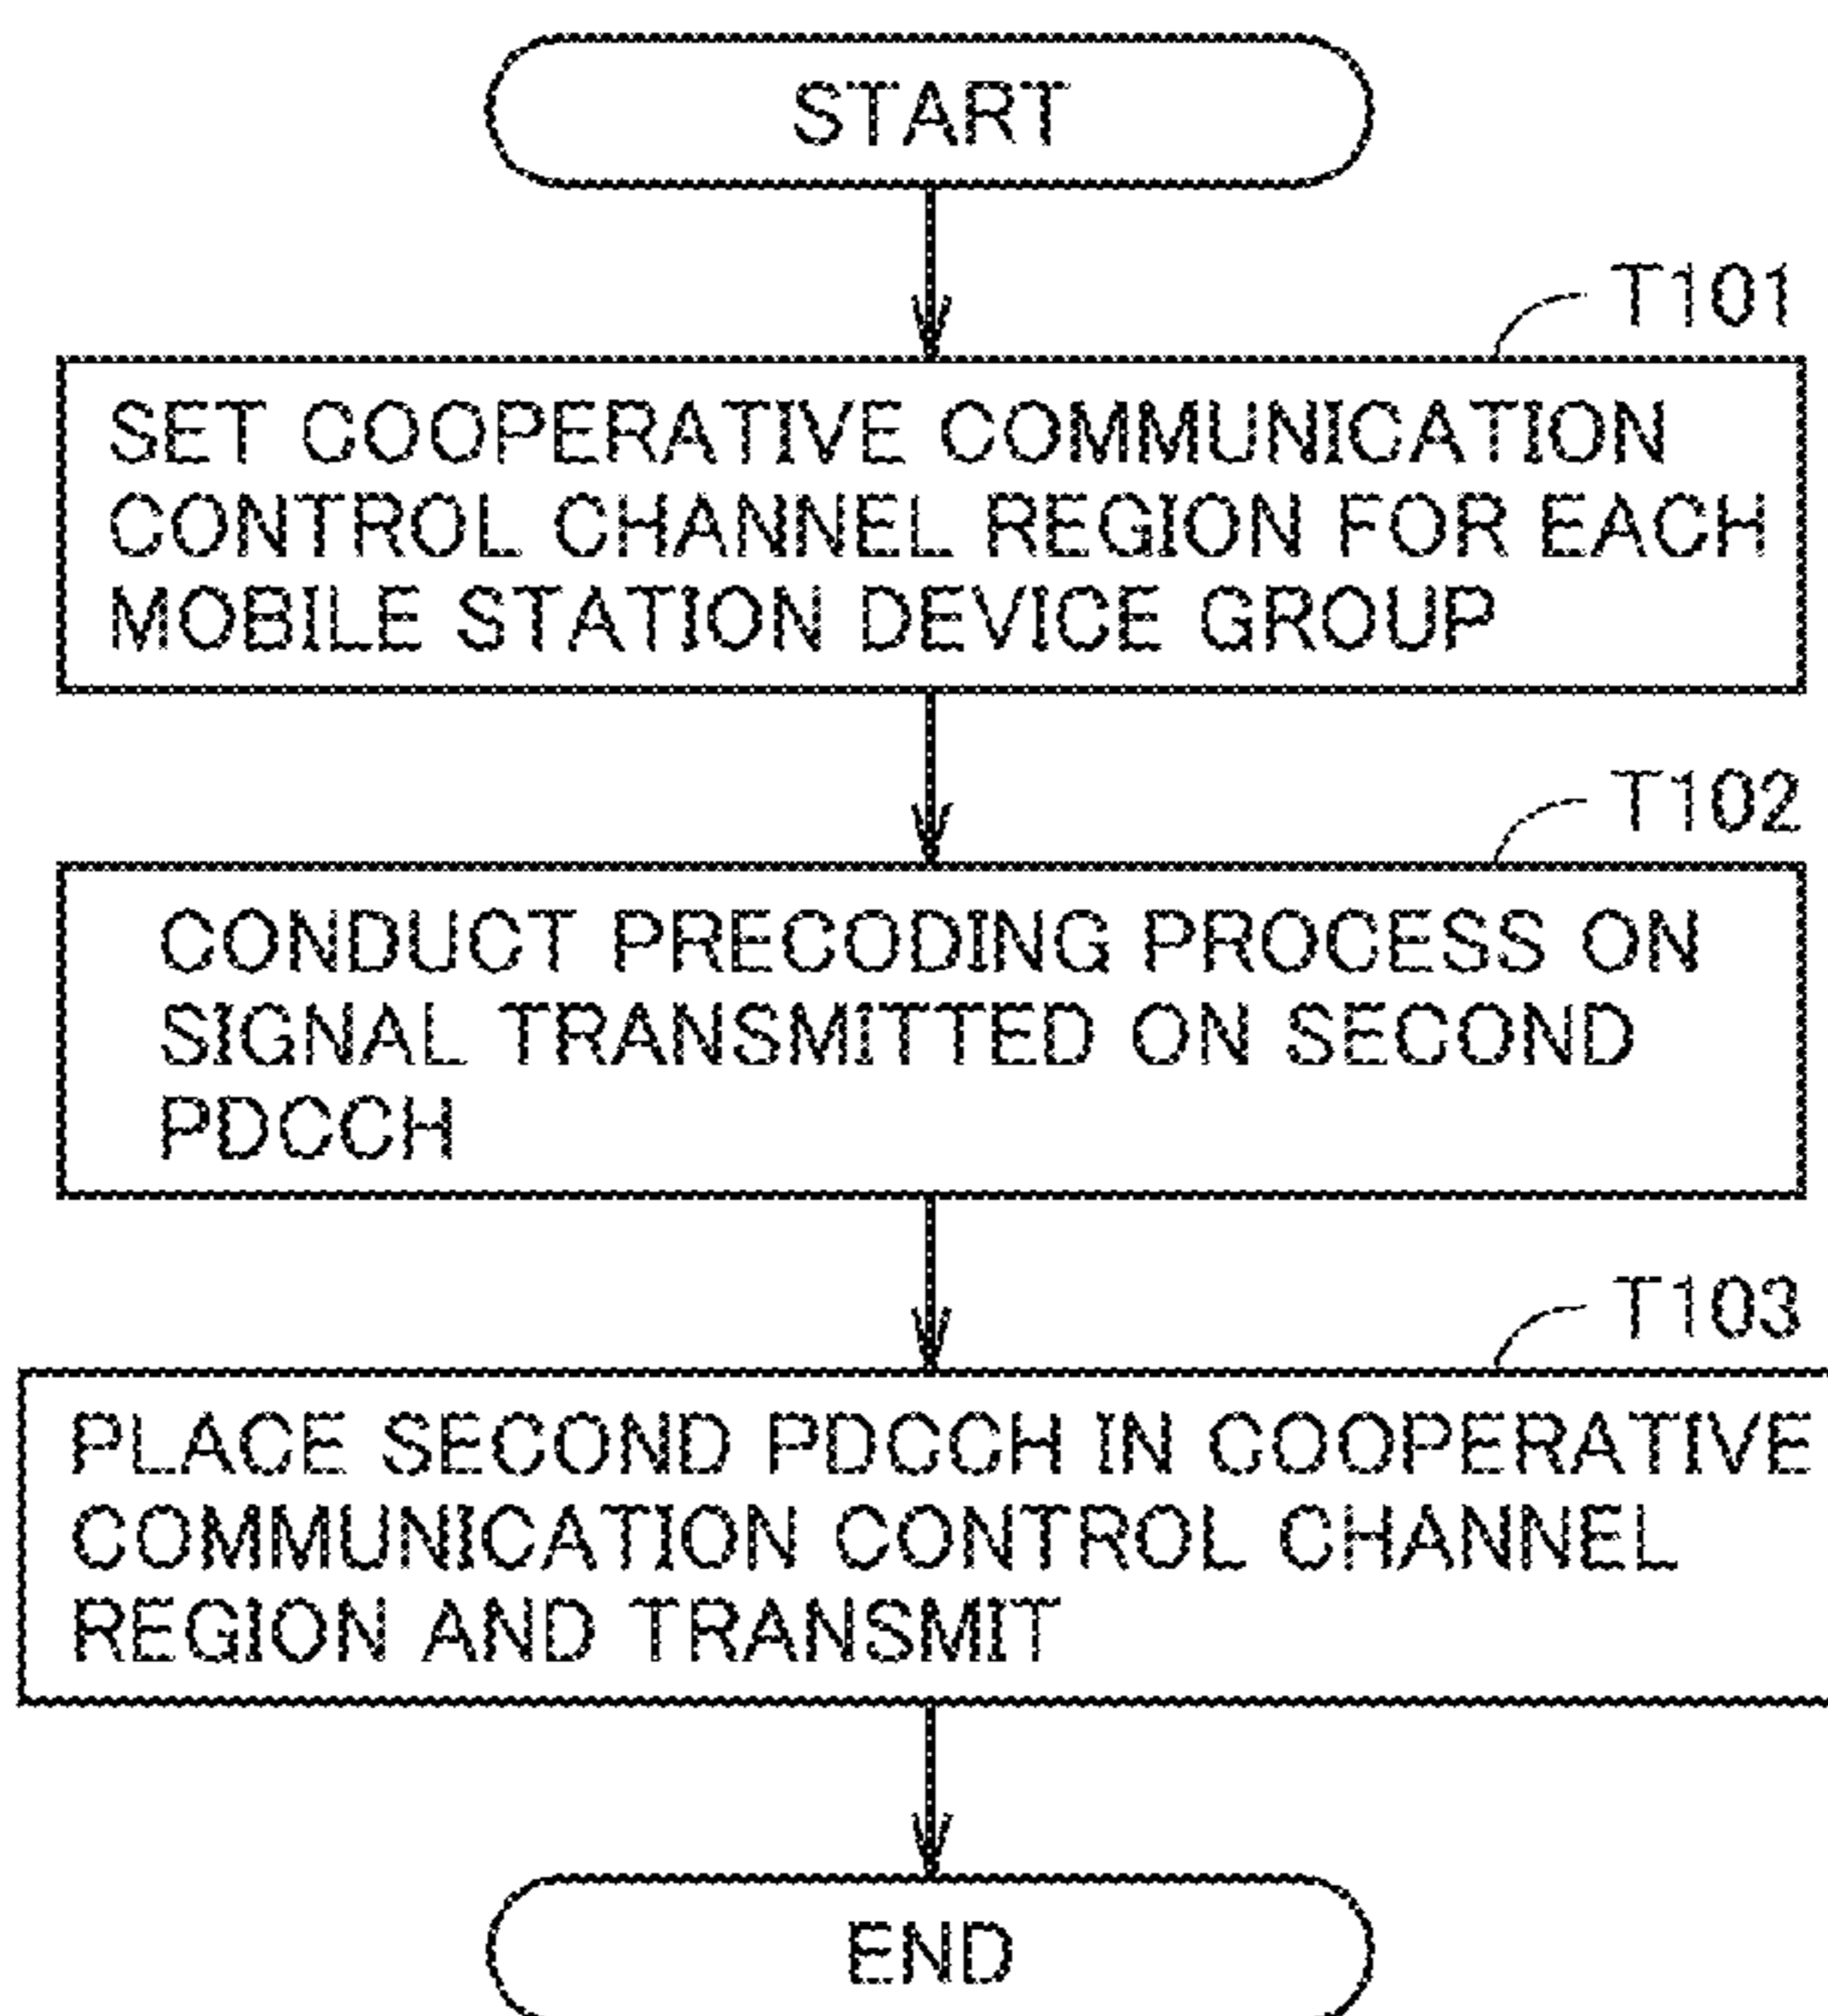 START
T101
SET COOPERATIVE COMMUNICATION
CONTROL CHANNEL REGION FOR EACH
MOBILE STATION DEVICE GROUP
T102
CONDUCT PRECODING PROCESS ON
SIGNAL TRANSMITTED ON SECOND
PDCCH
T103
PLACE SECOND PDCCH IN COOPERATIVE
COMMUNICATION CONTROL CHANNEL
REGION AND TRANSMIT
END